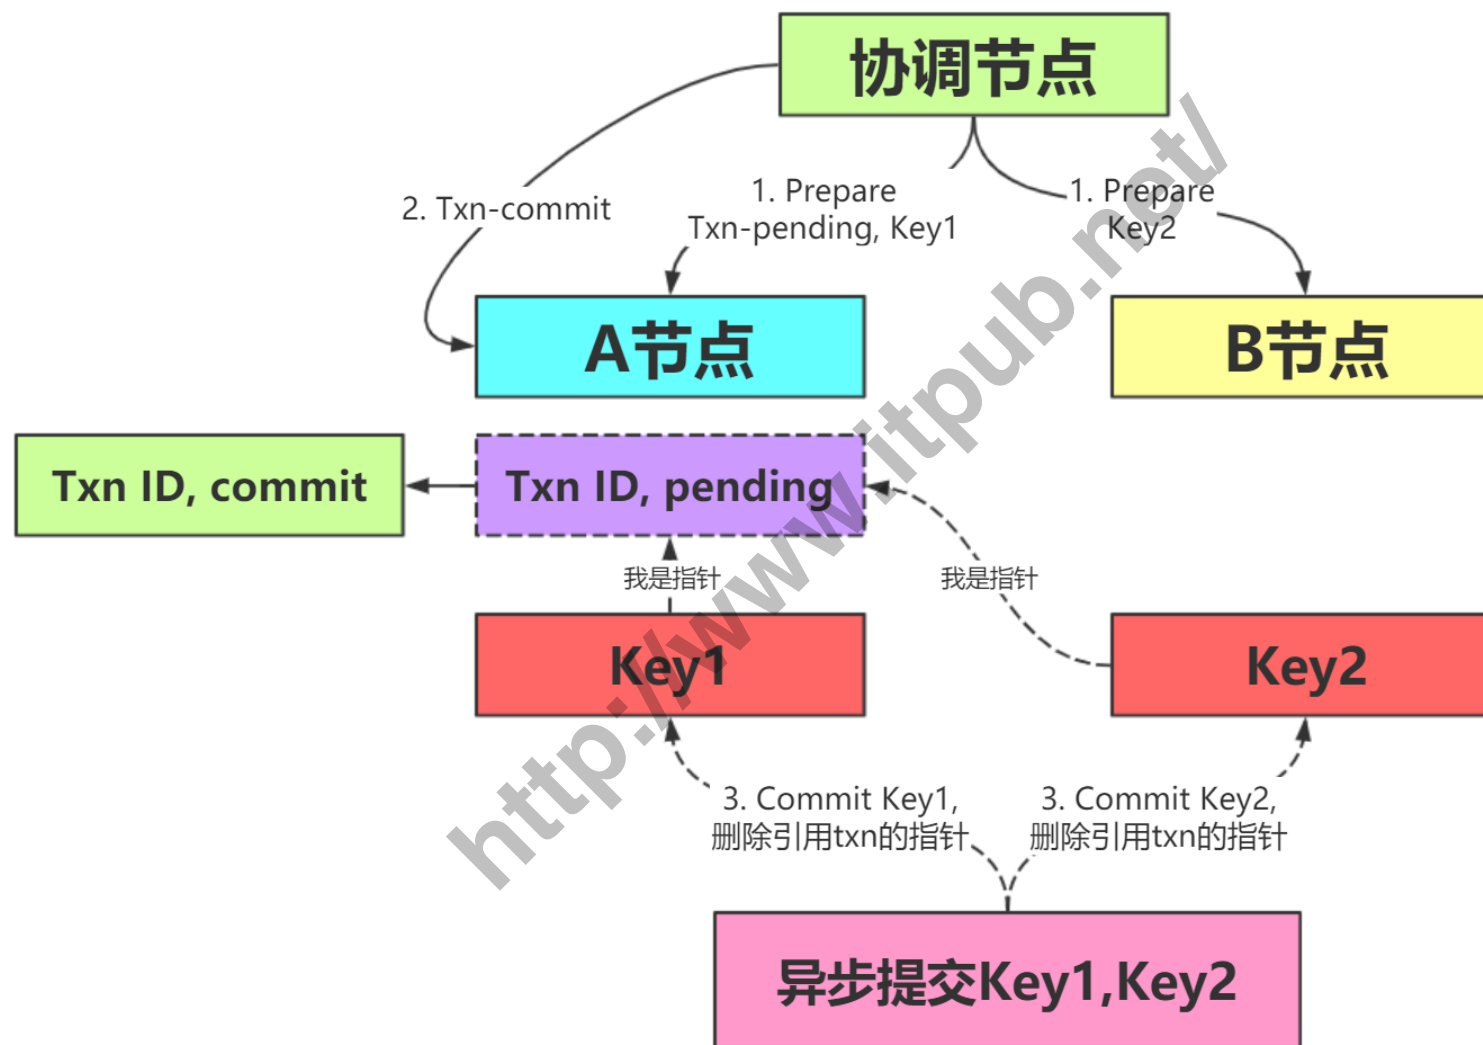 协调节点
1. Prepare
Txn-pending, Key1
1. Prepare
Key2
2. Txn-commit
A节点
B节点
Txn ID, commit
Txn ID, pending
我是指针
我是指针
Key1
Key2
3. Commit Key1,
删除引用txn的指针
3. Commit Key2,
删除引用txn的指针
异步提交Key1,Key2
http://www.itpub.net/